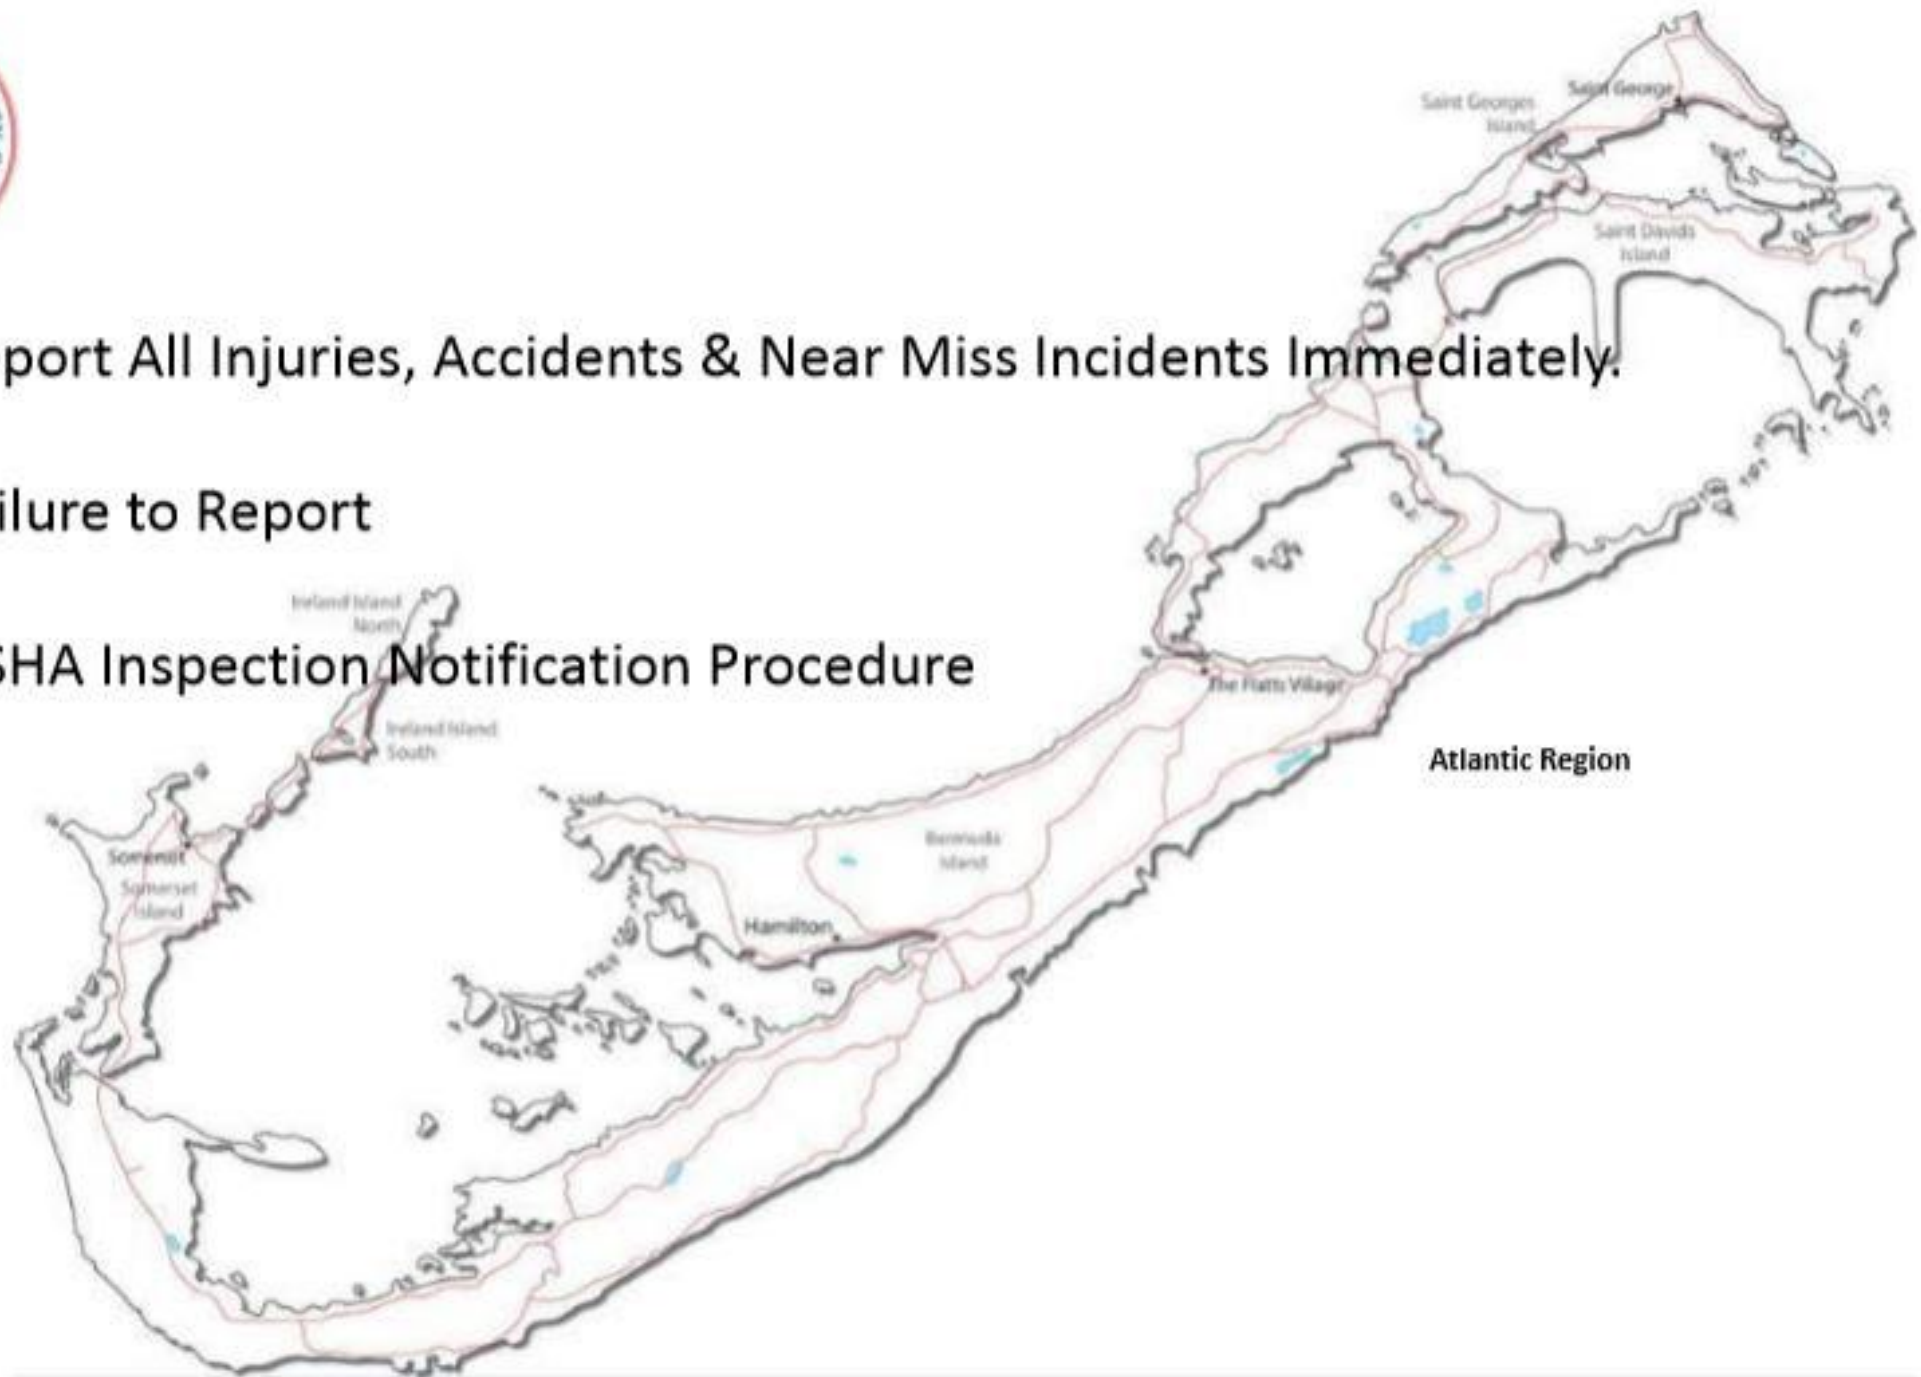 Saint George
Saint Georges
Island
Saint Davids
Island
port All Injuries, Accidents & Near Miss Incidents Immediately.
ilure to Report
Ireland Island
North
SHA Inspection Notification Procedure
The Flatts Village
Ireland Island
South
Atlantic Region
Bermuda
Island
Somerset
Somerset
Island
Hamilton